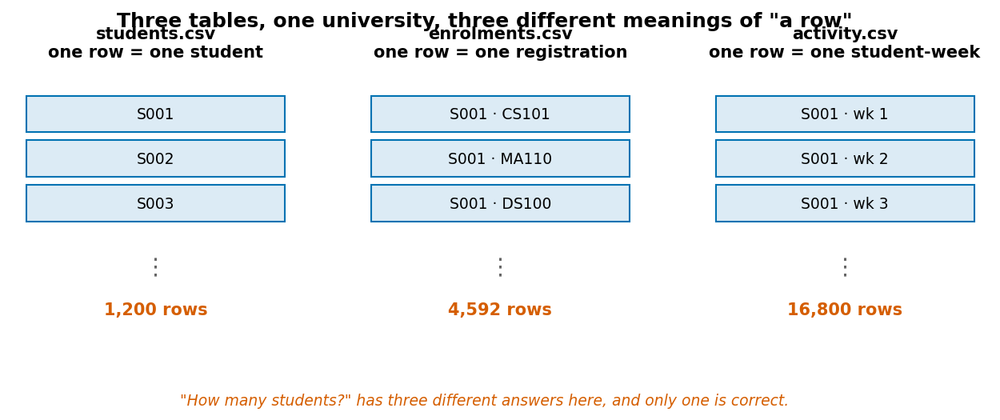 Three tables, one university, three different meanings of "a row"
students.csv
one row = one student
S001
S002
S003
⋮
1,200 rows
enrolments.csv
one row = one registration
S001 · CS101
S001 · MA110
S001 · DS100
⋮
4,592 rows
activity.csv
one row = one student-week
S001 · wk 1
S001 · wk 2
S001 · wk 3
⋮
16,800 rows
"How many students?" has three different answers here, and only one is correct.